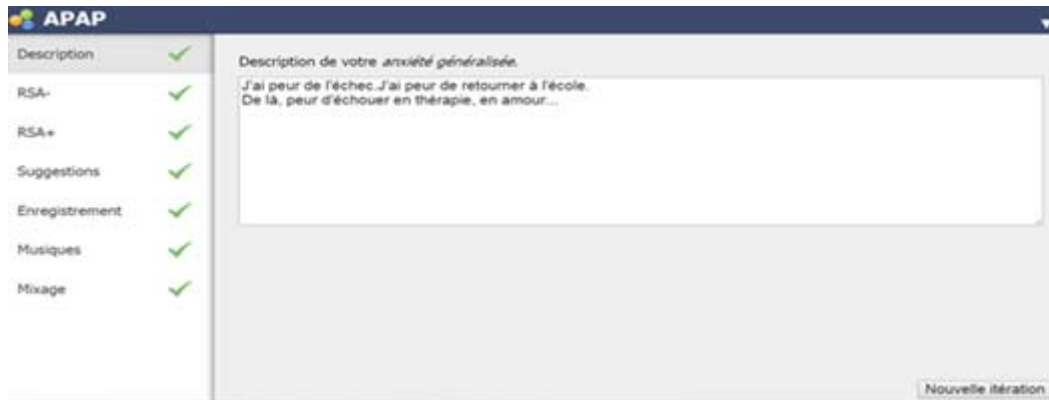 APAP
Description
RSA-
RSA+
Suggestions
Enregistrement
Musiques
Mixage
Description de votre anxiété généralisée.
J'ai peur de l'échec.J'ai peur de retourner à l'école.
De là, peur d'échouer en thérapie, en amour...
Nouvelle itération